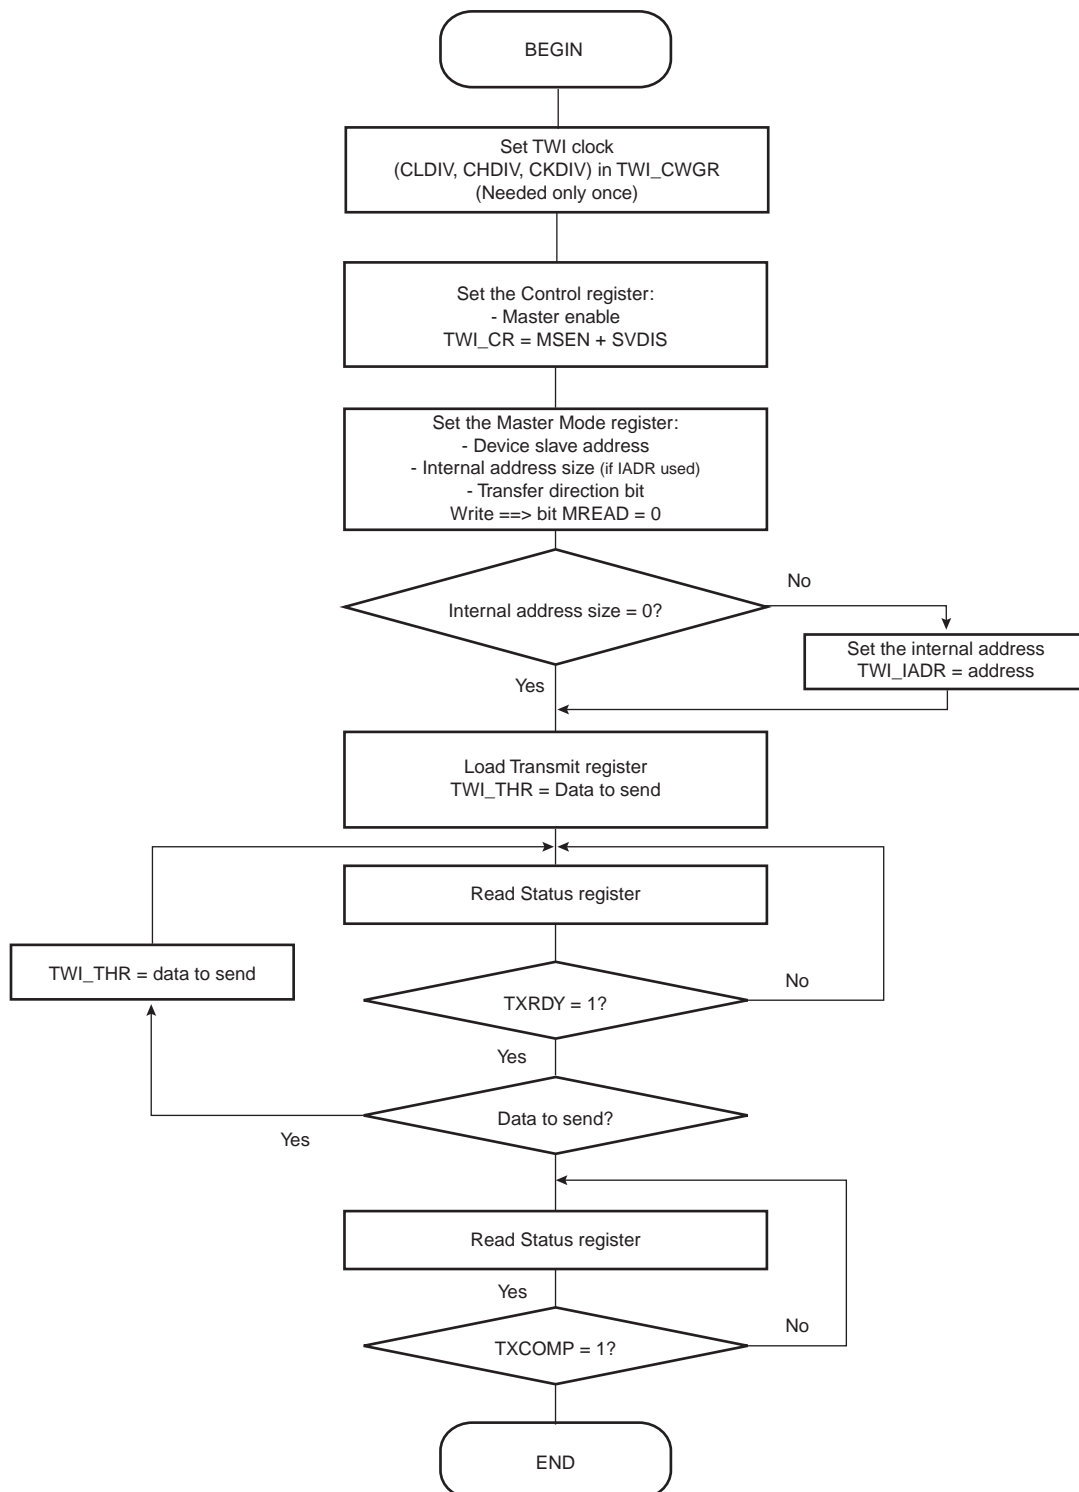 BEGIN
Set TWI clock
(CLDIV, CHDIV, CKDIV) in TWI_CWGR
(Needed only once)
Set the Control register:
- Master enable
TWI_CR = MSEN + SVDIS
Set the Master Mode register:
- Device slave address
- Internal address size (if IADR used)
- Transfer direction bit
Write ==> bit MREAD = 0
No
Internal address size = 0?
Set the internal address
TWI_IADR = address
Yes
Load Transmit register
TWI_THR = Data to send
Read Status register
TWI_THR = data to send
TXRDY = 1?
No
Yes
Data to send?
Yes
Read Status register
Yes
No
TXCOMP = 1?
END